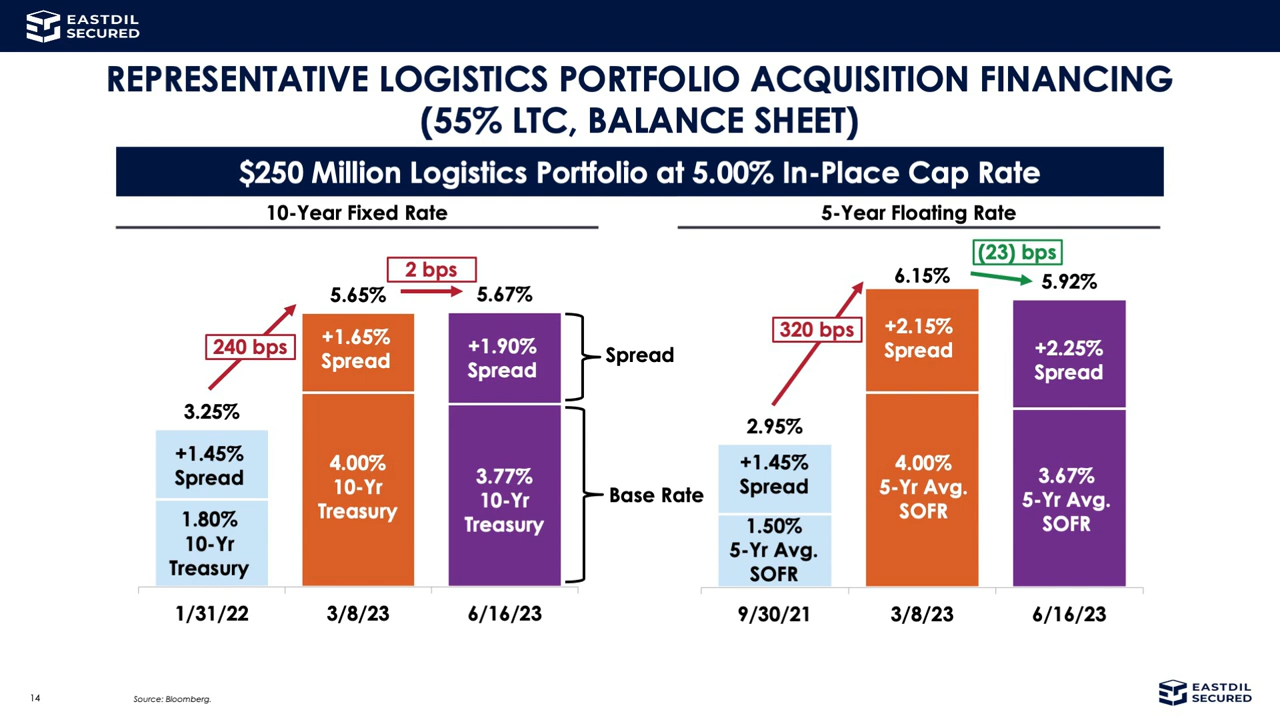 EASTDIL
SECURED
REPRESENTATIVE LOGISTICS PORTFOLIO ACQUISITION FINANCING
(55% LTC, BALANCE SHEET)
$250 Million Logistics Portfolio at 5.00% In-Place Cap Rate
10-Year Fixed Rate
240 bps
2 bps
3.25%
+1.45%
Spread
1.80%
10-Yr
Treasury
5.65%
+1.65%
Spread
4.00%
10-Yr
Treasury
5.67%
+1.90%
Spread
3.77%
10-Yr
Treasury
Spread
Base Rate
1/31/22
3/8/23
6/16/23
5-Year Floating Rate
320 bps
(23) bps
2.95%
+1.45%
Spread
1.50%
5-Yr Avg.
SOFR
6.15%
+2.15%
Spread
4.00%
5-Yr Avg.
SOFR
5.92%
+2.25%
Spread
3.67%
5-Yr Avg.
SOFR
9/30/21
3/8/23
6/16/23
14
Source: Bloomberg.
EASTDIL
SECURED